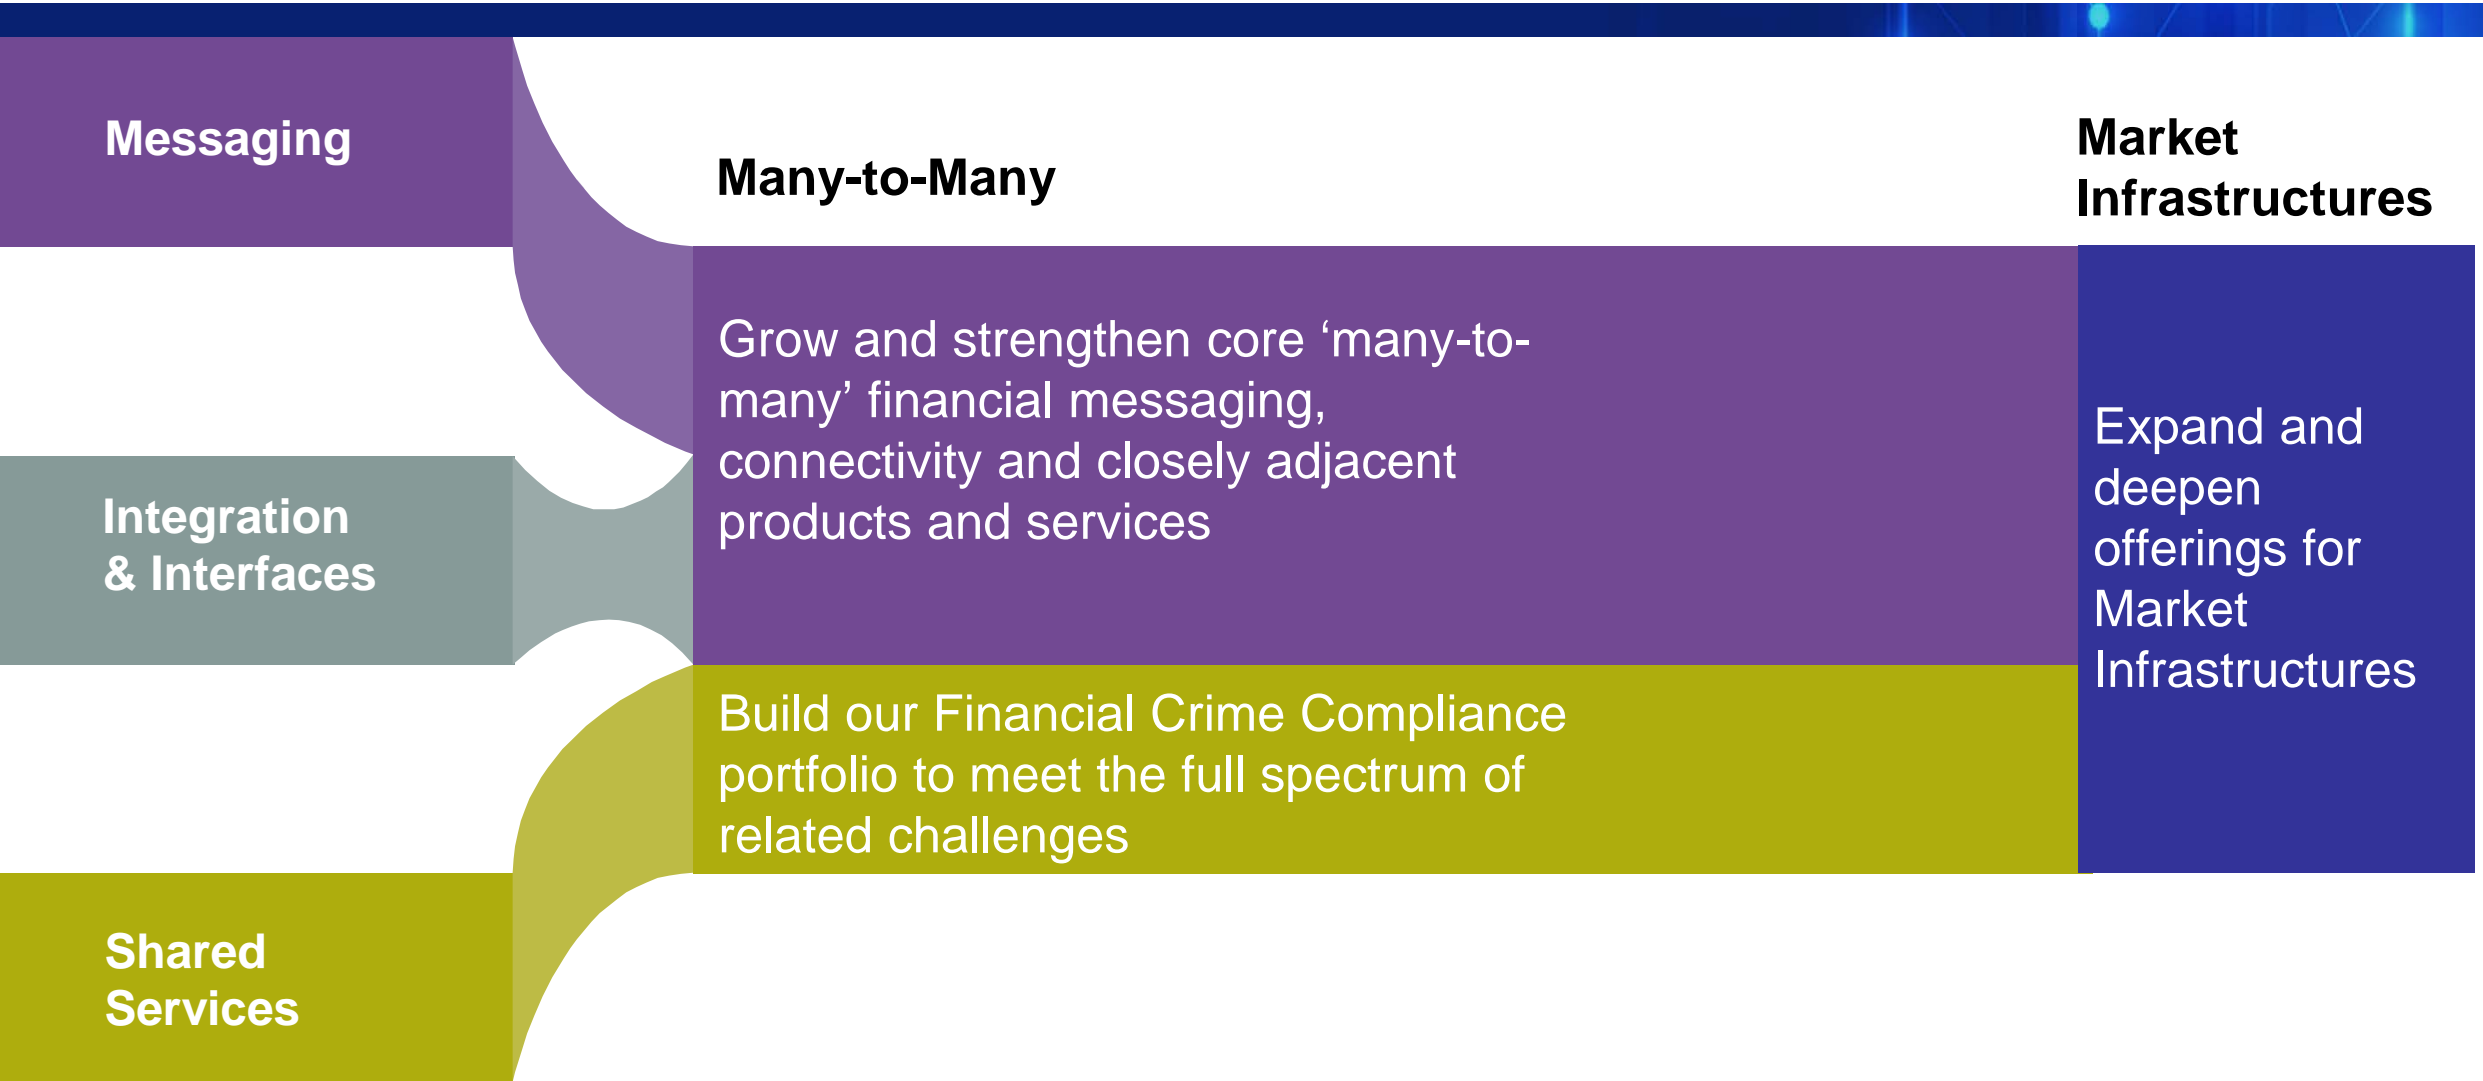 Messaging
Many-to-Many
Market
Infrastructures
Grow and strengthen core ‘many-to-
many’ financial messaging,
connectivity and closely adjacent
products and services
Integration
& Interfaces
Expand and
deepen
offerings for
Market
Infrastructures
Build our Financial Crime Compliance
portfolio to meet the full spectrum of
related challenges
Shared
Services